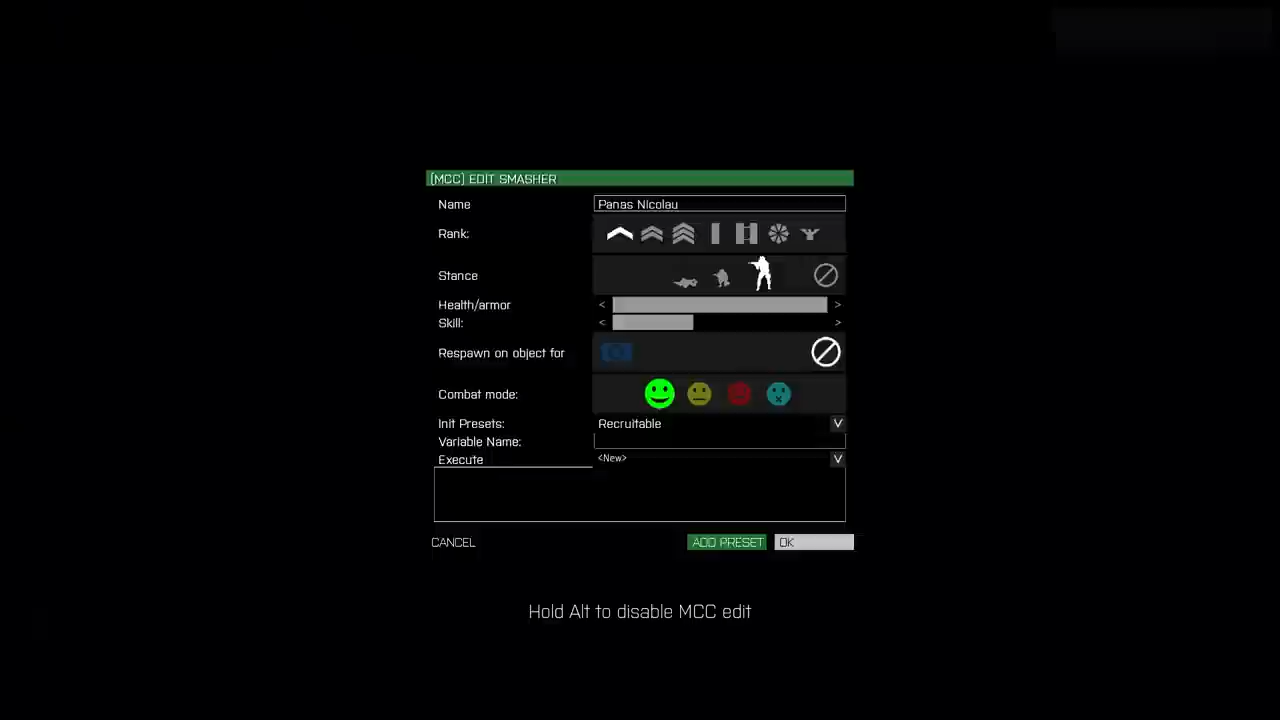 (MCC) EDIT SMASHER
Name Panas Nicolau
Rank:
Stance
Health/armor < >
Skill: < >
Respawn on object for
Combat mode:
Init Presets: Recruitable V
Variable Name:
Execute <New> V
CANCEL ADD PRESET OK
Hold Alt to disable MCC edit